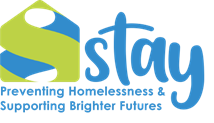 stay
Preventing Homelessness &
Supporting Brighter Futures